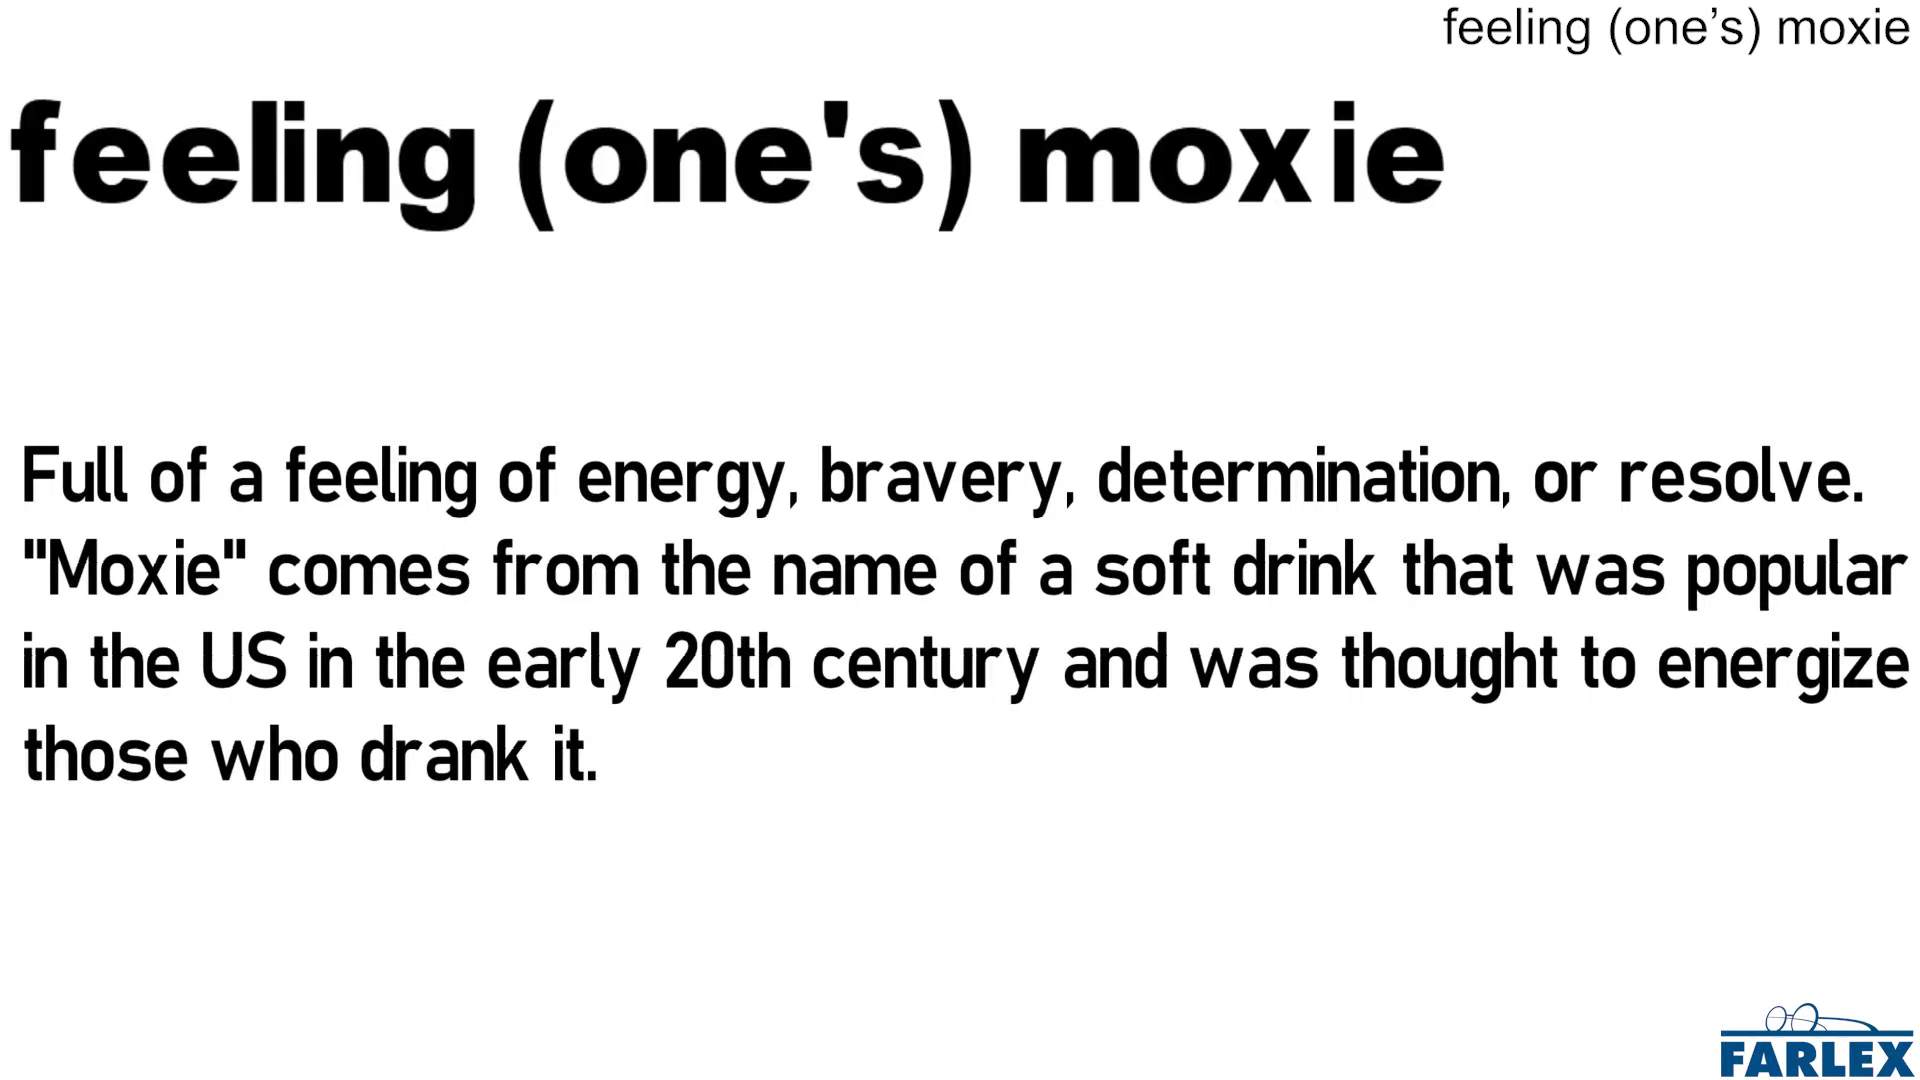 feeling (one’s) moxie
feeling (one's) moxie
Full of a feeling of energy, bravery, determination, or resolve.
"Moxie" comes from the name of a soft drink that was popular
in the US in the early 20th century and was thought to energize
those who drank it.
FARLEX